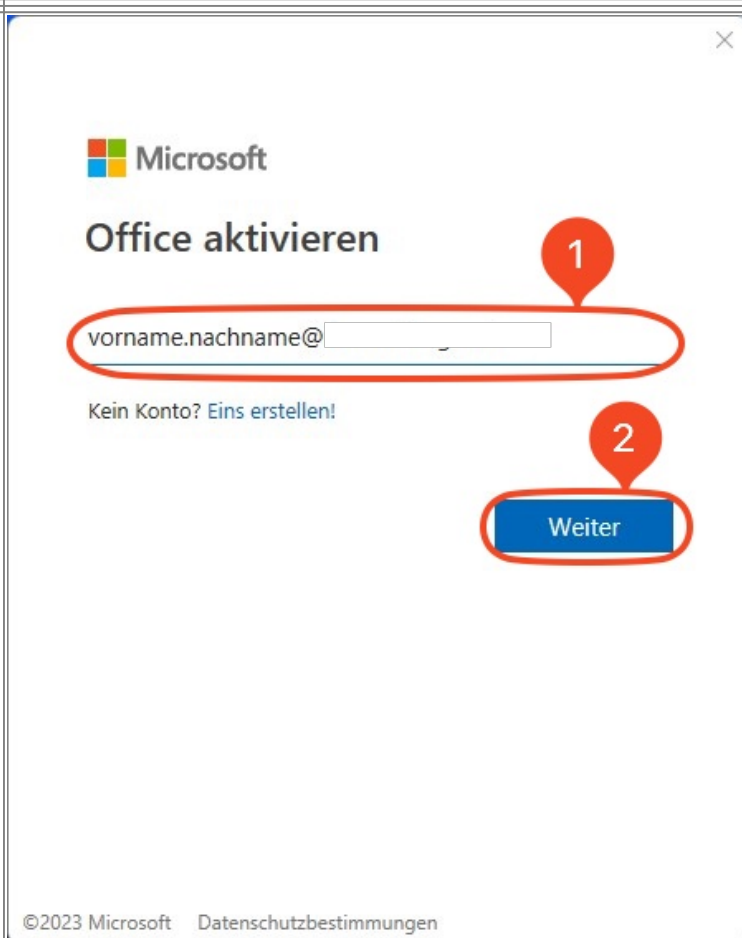 Microsoft
Office aktivieren
1
vorname.nachname@
Kein Konto? Eins erstellen!
2
Weiter
©2023 Microsoft Datenschutzbestimmungen